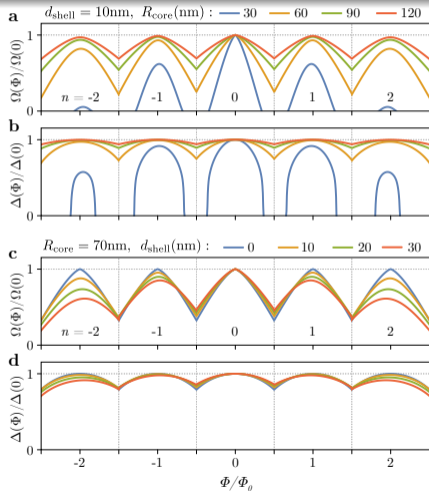 a d_shell = 10nm, R_core(nm) : 30 60 90 120
Ω(Φ)/Ω(0)
1
0
n = -2 -1 0 1 2
b
Δ(Φ)/Δ(0)
1
0
c R_core = 70nm, d_shell(nm) : 0 10 20 30
Ω(Φ)/Ω(0)
1
0
n = -2 -1 0 1 2
d
Δ(Φ)/Δ(0)
1
0
-2 -1 0 1 2
Φ/Φ_0